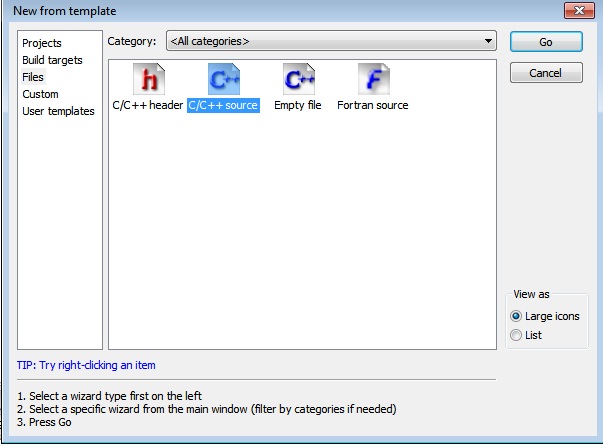 New from template
Projects
Build targets
Files
Custom
User templates
Category: <All categories>
Go
Cancel
h C++ C++ F
C/C++ header C/C++ source Empty file Fortran source
View as
Large icons
List
TIP: Try right-clicking an item
1. Select a wizard type first on the left
2. Select a specific wizard from the main window (filter by categories if needed)
3. Press Go